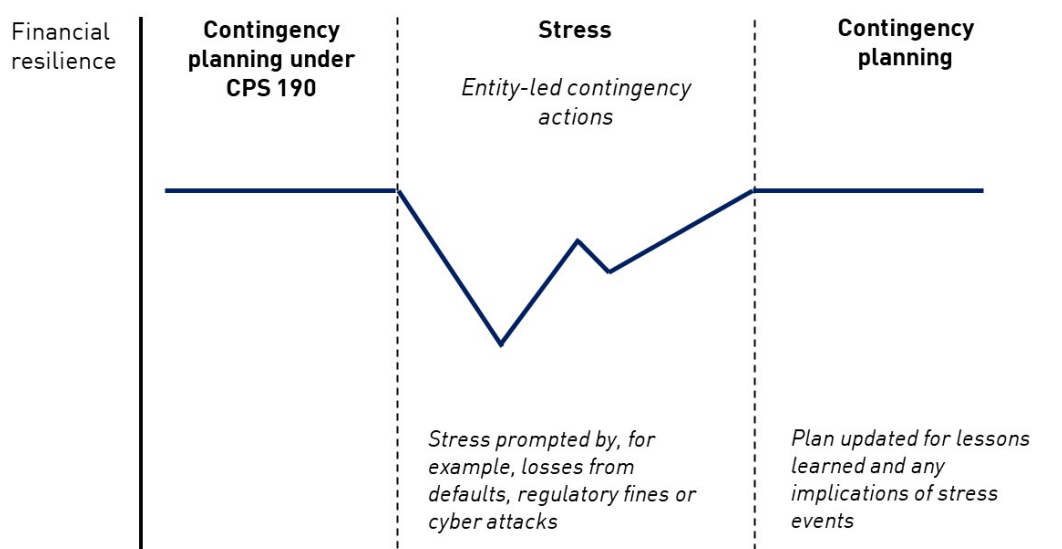 Financial
resilience
Contingency
planning under
CPS 190
Stress
Entity-led contingency
actions
Contingency
planning
Stress prompted by, for
example, losses from
defaults, regulatory fines or
cyber attacks
Plan updated for lessons
learned and any
implications of stress
events